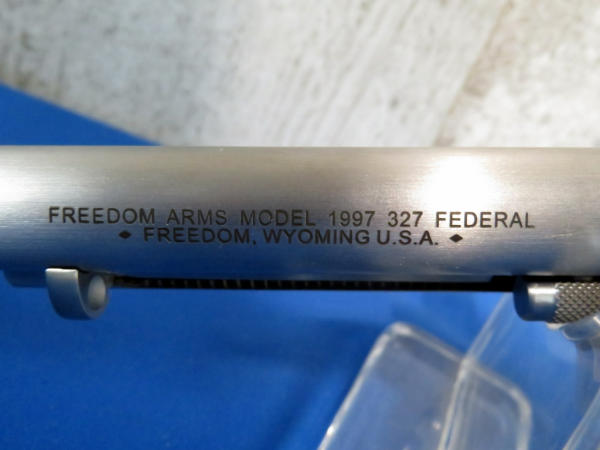 FREEDOM ARMS MODEL 1997 327 FEDERAL
◆ FREEDOM, WYOMING U.S.A. ◆